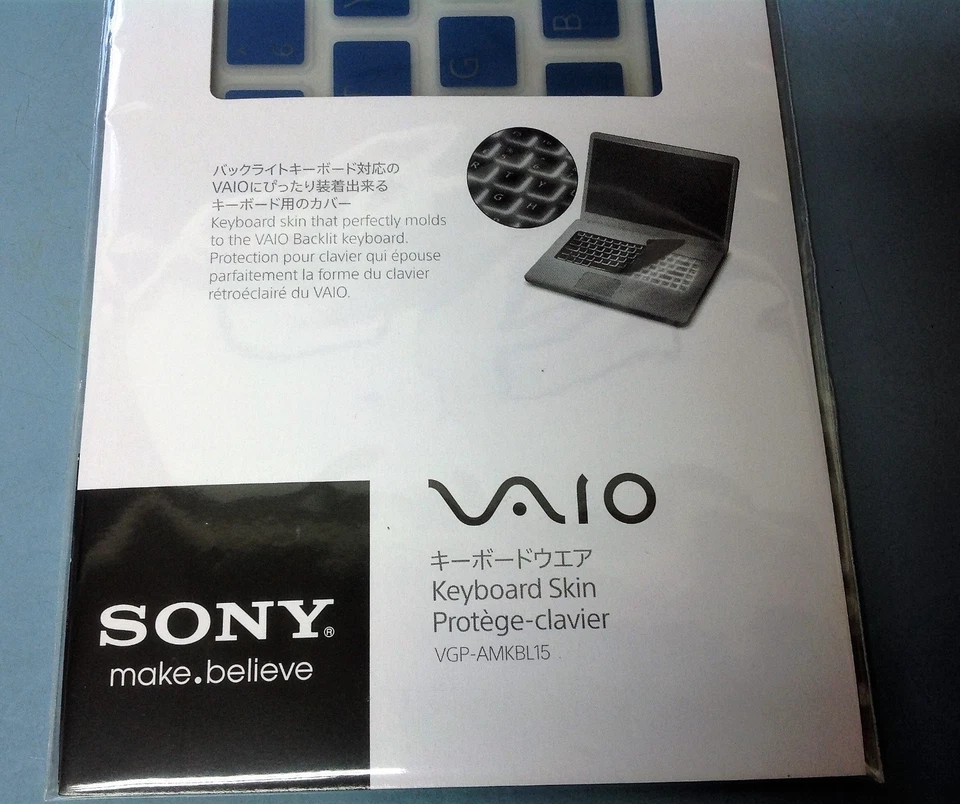 ^
6
Y
G
B
バックライトキーボード対応の
VAIOにぴったり装着出来る
キーボード用のカバー
Keyboard skin that perfectly molds
to the VAIO Backlit keyboard.
Protection pour clavier qui épouse
parfaitement la forme du clavier
rétroéclairé du VAIO.
R T Y
G H
VAIO
キーボードウエア
Keyboard Skin
Protège-clavier
VGP-AMKBL15
SONY®
make.believe